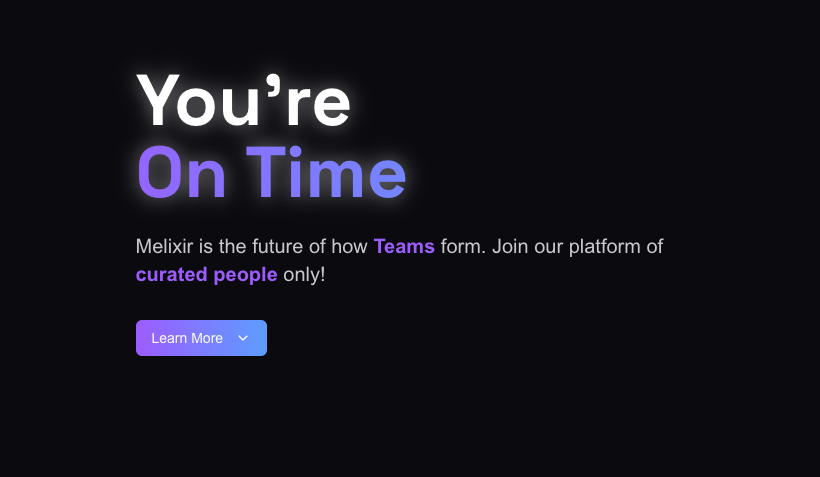 You’re
On Time
Melixir is the future of how Teams form. Join our platform of
curated people only!
Learn More